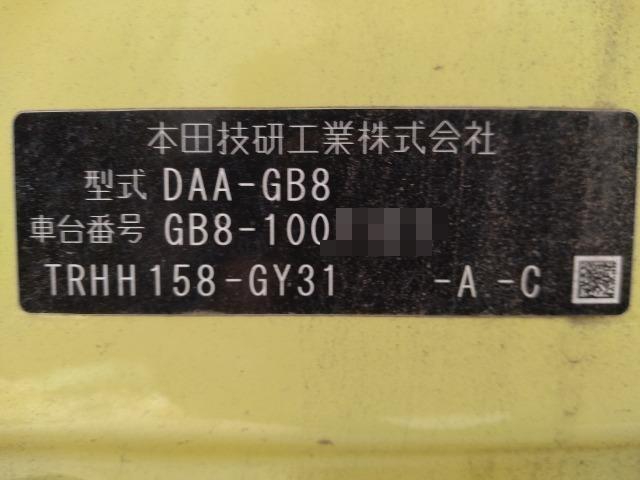 本田技研工業株式会社
型式 DAA-GB8
車台番号 GB8-100
TRHH158-GY31 -A -C